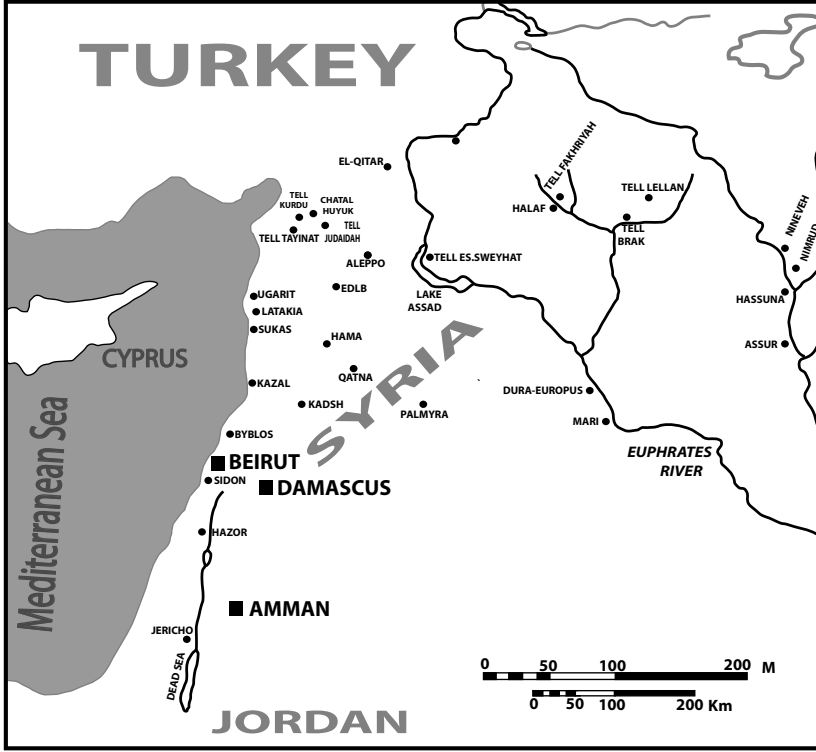 TURKEY
EL-QITAR
TELL FAKHRIYAH
TELL LELLAN
HALAF
TELL
BRAK
TELL
KURDU
CHATAL
HUYUK
TELL TAYINAT
TELL
JUDAIDAH
NINEVEH
NIMRUD
ALEPPO
TELL ES.SWEYHAT
EDLB
LAKE
ASSAD
HASSUNA
UGARIT
LATAKIA
SUKAS
HAMA
ASSUR
CYPRUS
QATNA
SYRIA
KAZAL
KADSH
PALMYRA
DURA-EUROPUS
MARI
Mediterranean Sea
BYBLOS
EUPHRATES
RIVER
BEIRUT
SIDON
DAMASCUS
HAZOR
AMMAN
JERICHO
DEAD SEA
JORDAN
0 50 100 200 M
0 50 100 200 Km